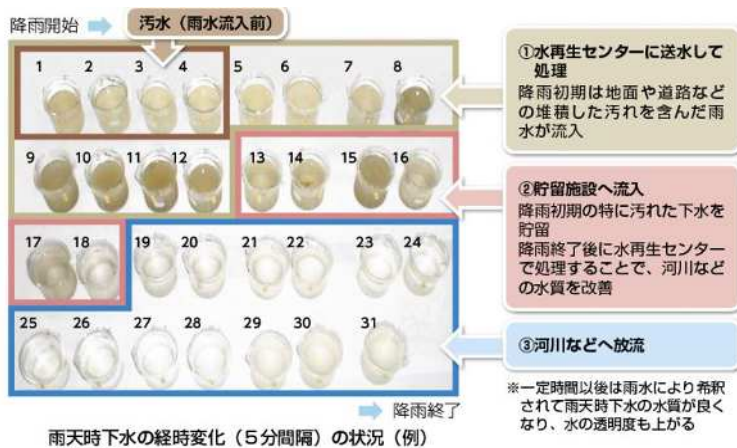 降雨開始
汚水（雨水流入前）
1 2 3 4 5 6 7 8
9 10 11 12 13 14 15 16
17 18 19 20 21 22 23 24
25 26 27 28 29 30 31
降雨終了
雨天時下水の経時変化（５分間隔）の状況（例）
①水再生センターに送水して
処理
降雨初期は地面や道路など
の堆積した汚れを含んだ雨
水が流入
②貯留施設へ流入
降雨初期の特に汚れた下水を
貯留
降雨終了後に水再生センター
で処理することで、河川など
の水質を改善
③河川などへ放流
※一定時間以後は雨水により希釈
されて雨天時下水の水質が良く
なり、水の透明度も上がる